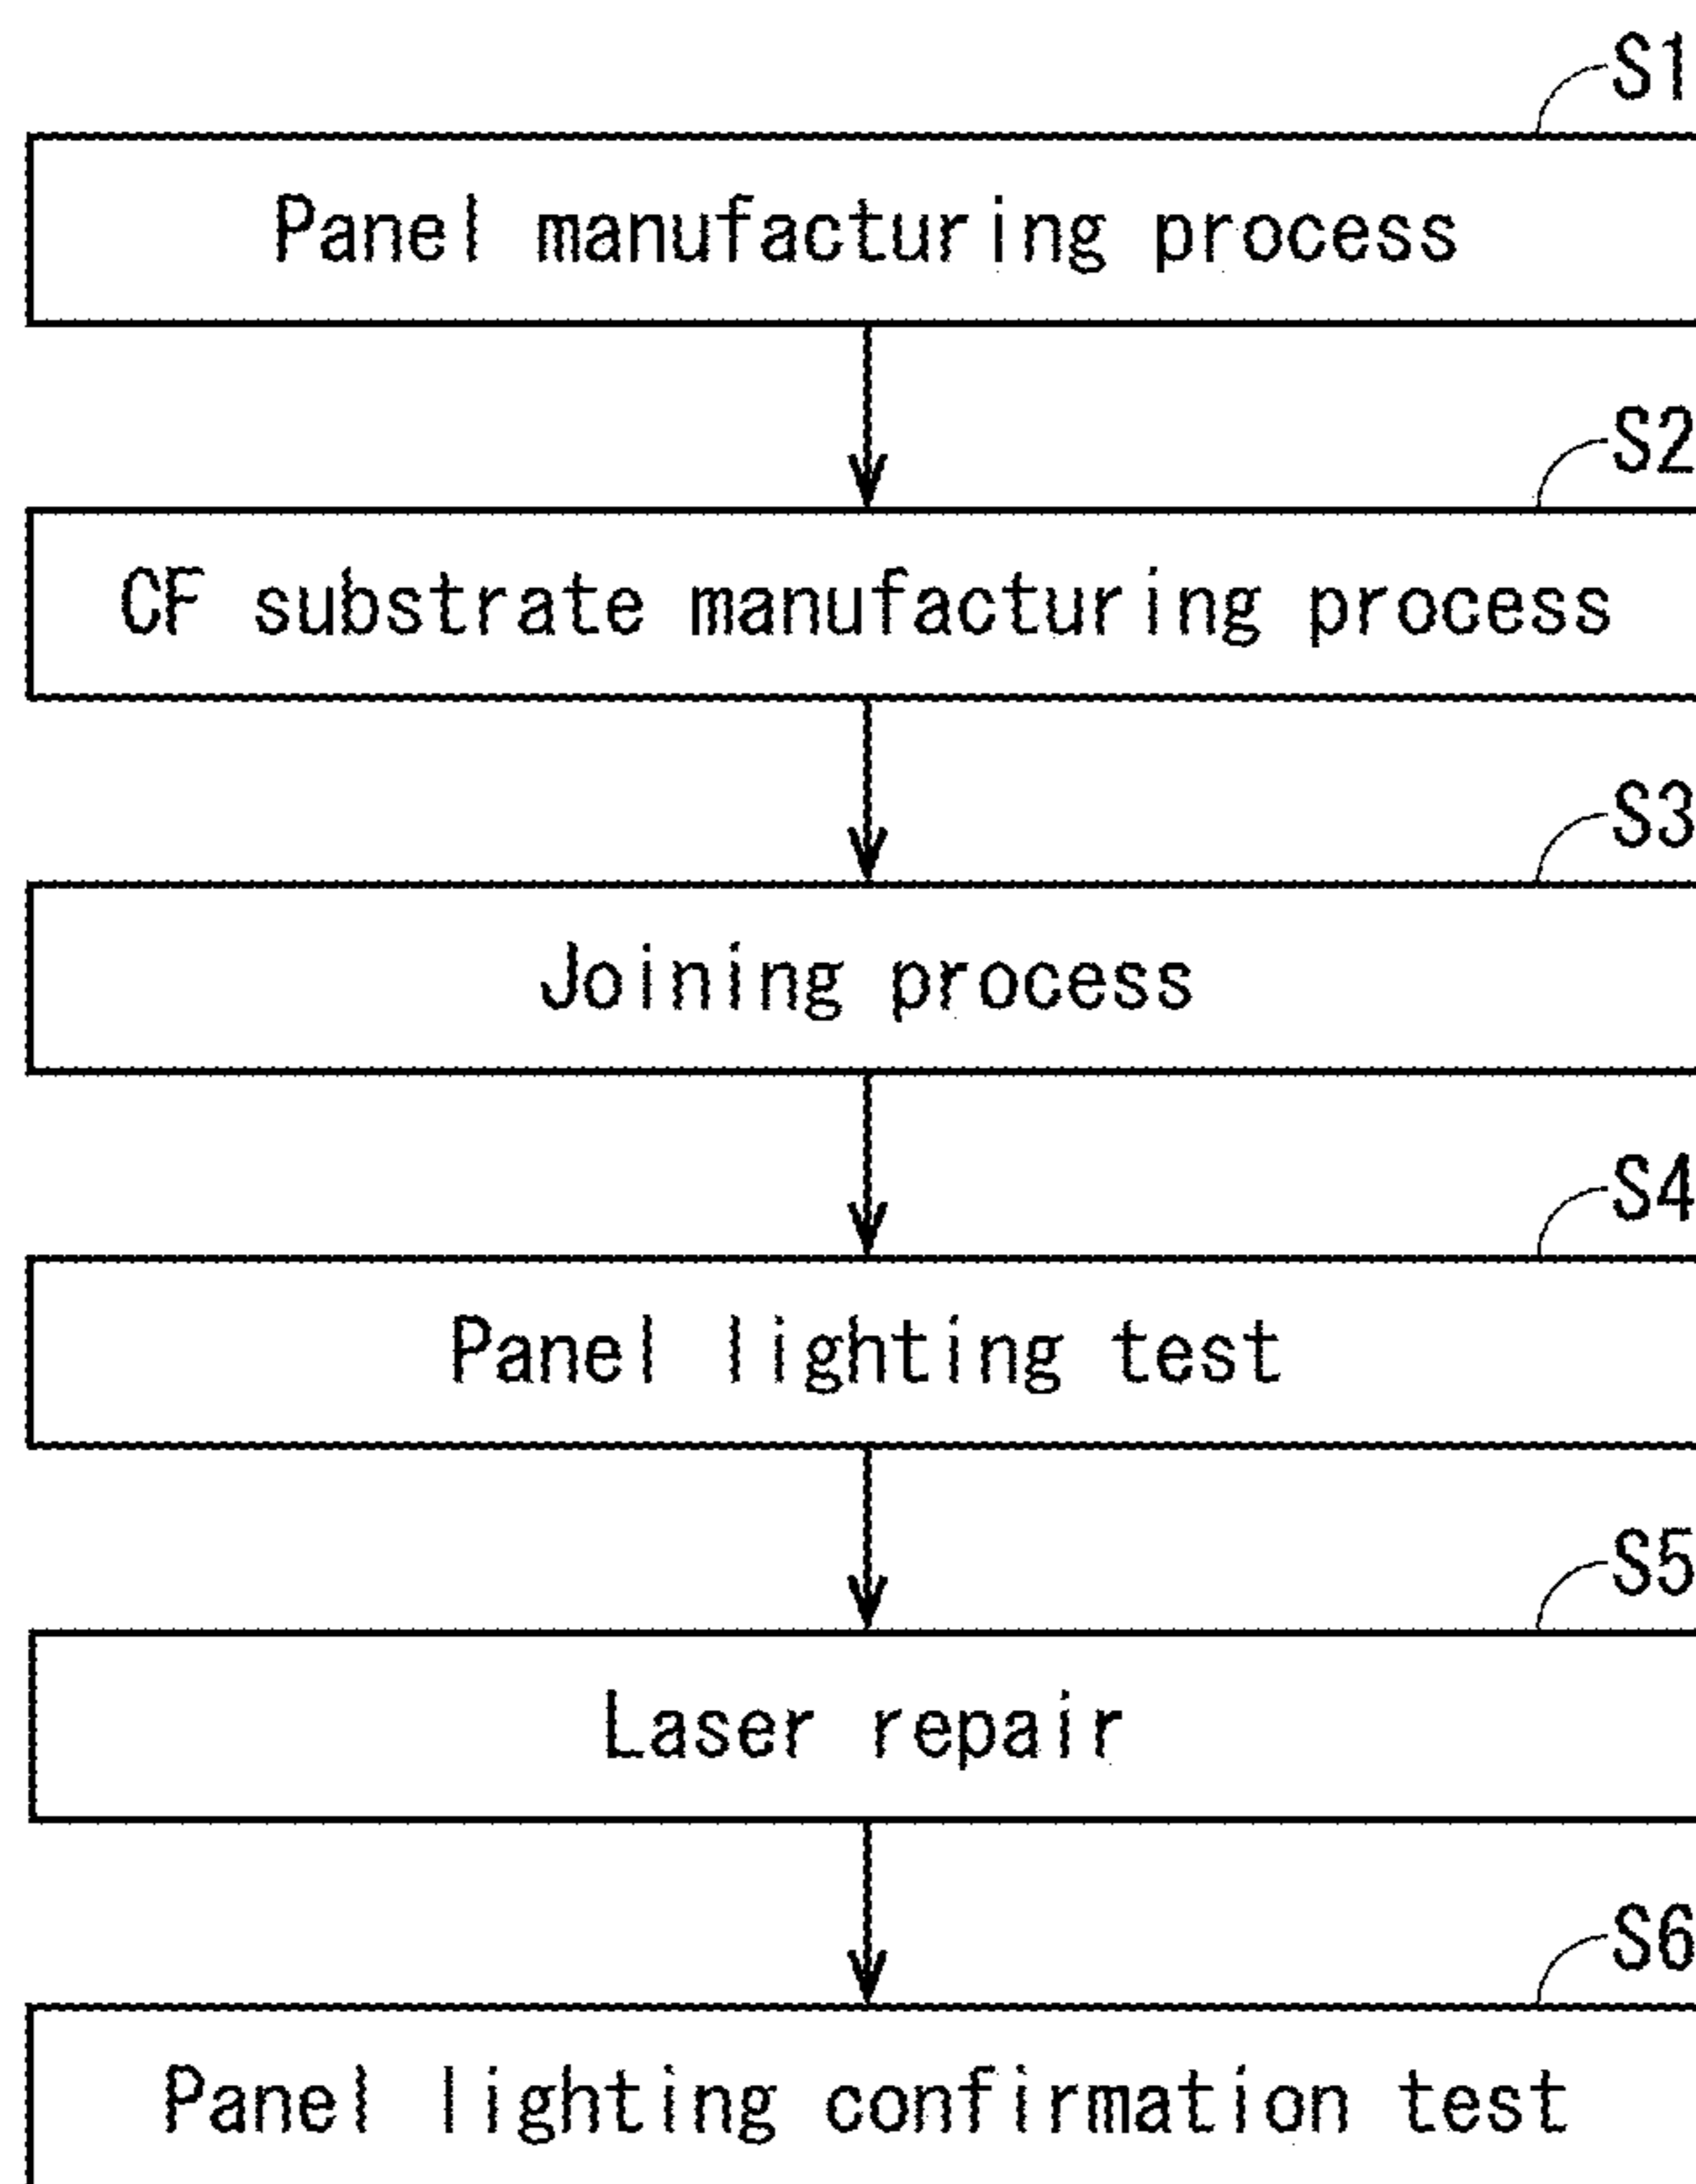 S1
Panel manufacturing process
S2
CF substrate manufacturing process
S3
Joining process
S4
Panel lighting test
S5
Laser repair
S6
Panel lighting confirmation test